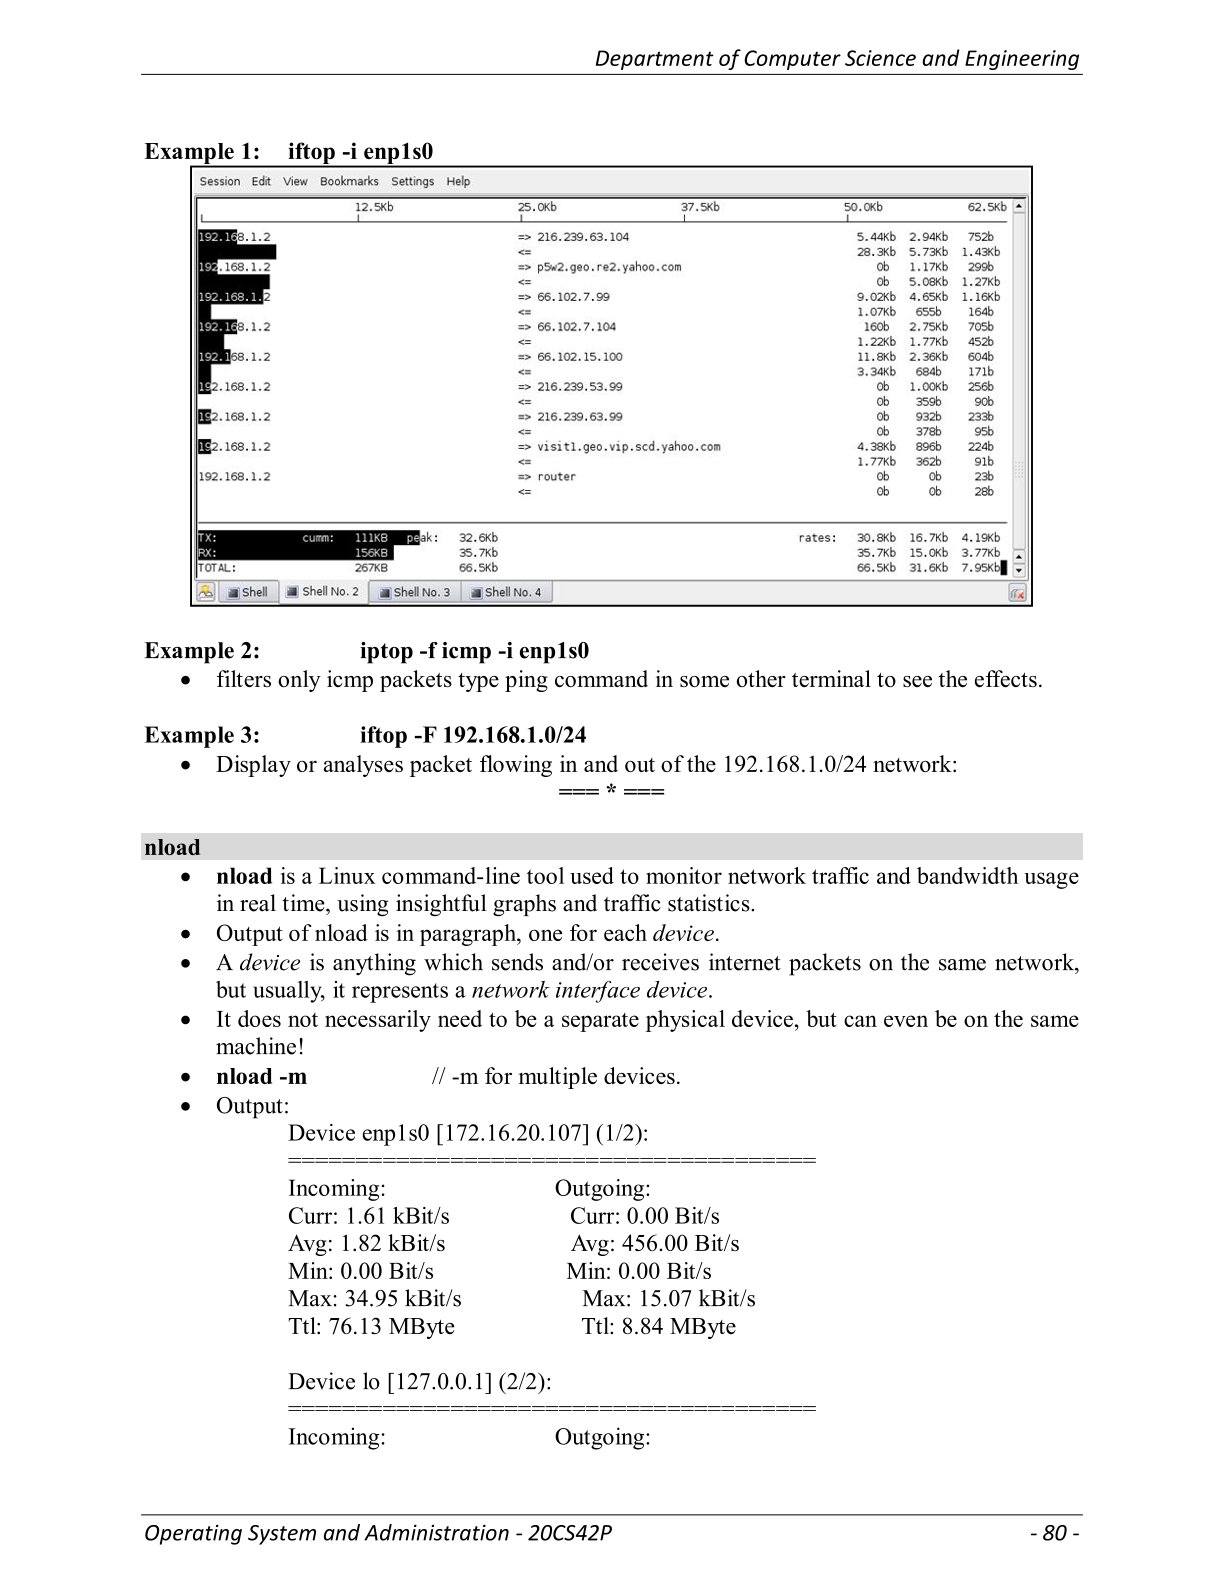 Department of Computer Science and Engineering
Example 1: iftop -i enp1s0
Session Edit View Bookmarks Settings Help
12.5Kb 25.0Kb 37.5Kb 50.0Kb 62.5Kb
192.168.1.2 => 216.239.63.104 5.44Kb 2.94Kb 752b
<= 28.3Kb 5.73Kb 1.43Kb
192.168.1.2 => p5w2.geo.re2.yahoo.com 0b 1.17Kb 299b
<= 0b 5.08Kb 1.27Kb
192.168.1.2 => 66.102.7.99 9.02Kb 4.65Kb 1.16Kb
<= 1.07Kb 655b 164b
192.168.1.2 => 66.102.7.104 160b 2.75Kb 705b
<= 1.22Kb 1.77Kb 452b
192.168.1.2 => 66.102.15.100 11.8Kb 2.36Kb 604b
<= 3.34Kb 684b 171b
192.168.1.2 => 216.239.53.99 0b 1.00Kb 256b
<= 0b 359b 90b
192.168.1.2 => 216.239.63.99 0b 932b 233b
<= 0b 378b 95b
192.168.1.2 => visit1.geo.vip.scd.yahoo.com 4.38Kb 896b 224b
<= 1.77Kb 362b 91b
192.168.1.2 => router 0b 0b 23b
<= 0b 0b 28b
TX: cumm: 111KB peak: 32.6Kb rates: 30.8Kb 16.7Kb 4.19Kb
RX: 156KB 35.7Kb 35.7Kb 15.0Kb 3.77Kb
TOTAL: 267KB 66.5Kb 66.5Kb 31.6Kb 7.95Kb
Shell Shell No. 2 Shell No. 3 Shell No. 4
Example 2: iptop -f icmp -i enp1s0
• filters only icmp packets type ping command in some other terminal to see the effects.
Example 3: iftop -F 192.168.1.0/24
• Display or analyses packet flowing in and out of the 192.168.1.0/24 network:
=== * ===
nload
• nload is a Linux command-line tool used to monitor network traffic and bandwidth usage
in real time, using insightful graphs and traffic statistics.
• Output of nload is in paragraph, one for each device.
• A device is anything which sends and/or receives internet packets on the same network,
but usually, it represents a network interface device.
• It does not necessarily need to be a separate physical device, but can even be on the same
machine!
• nload -m // -m for multiple devices.
• Output:
Device enp1s0 [172.16.20.107] (1/2):
=======================================
Incoming: Outgoing:
Curr: 1.61 kBit/s Curr: 0.00 Bit/s
Avg: 1.82 kBit/s Avg: 456.00 Bit/s
Min: 0.00 Bit/s Min: 0.00 Bit/s
Max: 34.95 kBit/s Max: 15.07 kBit/s
Ttl: 76.13 MByte Ttl: 8.84 MByte
Device lo [127.0.0.1] (2/2):
=======================================
Incoming: Outgoing:
Operating System and Administration - 20CS42P - 80 -